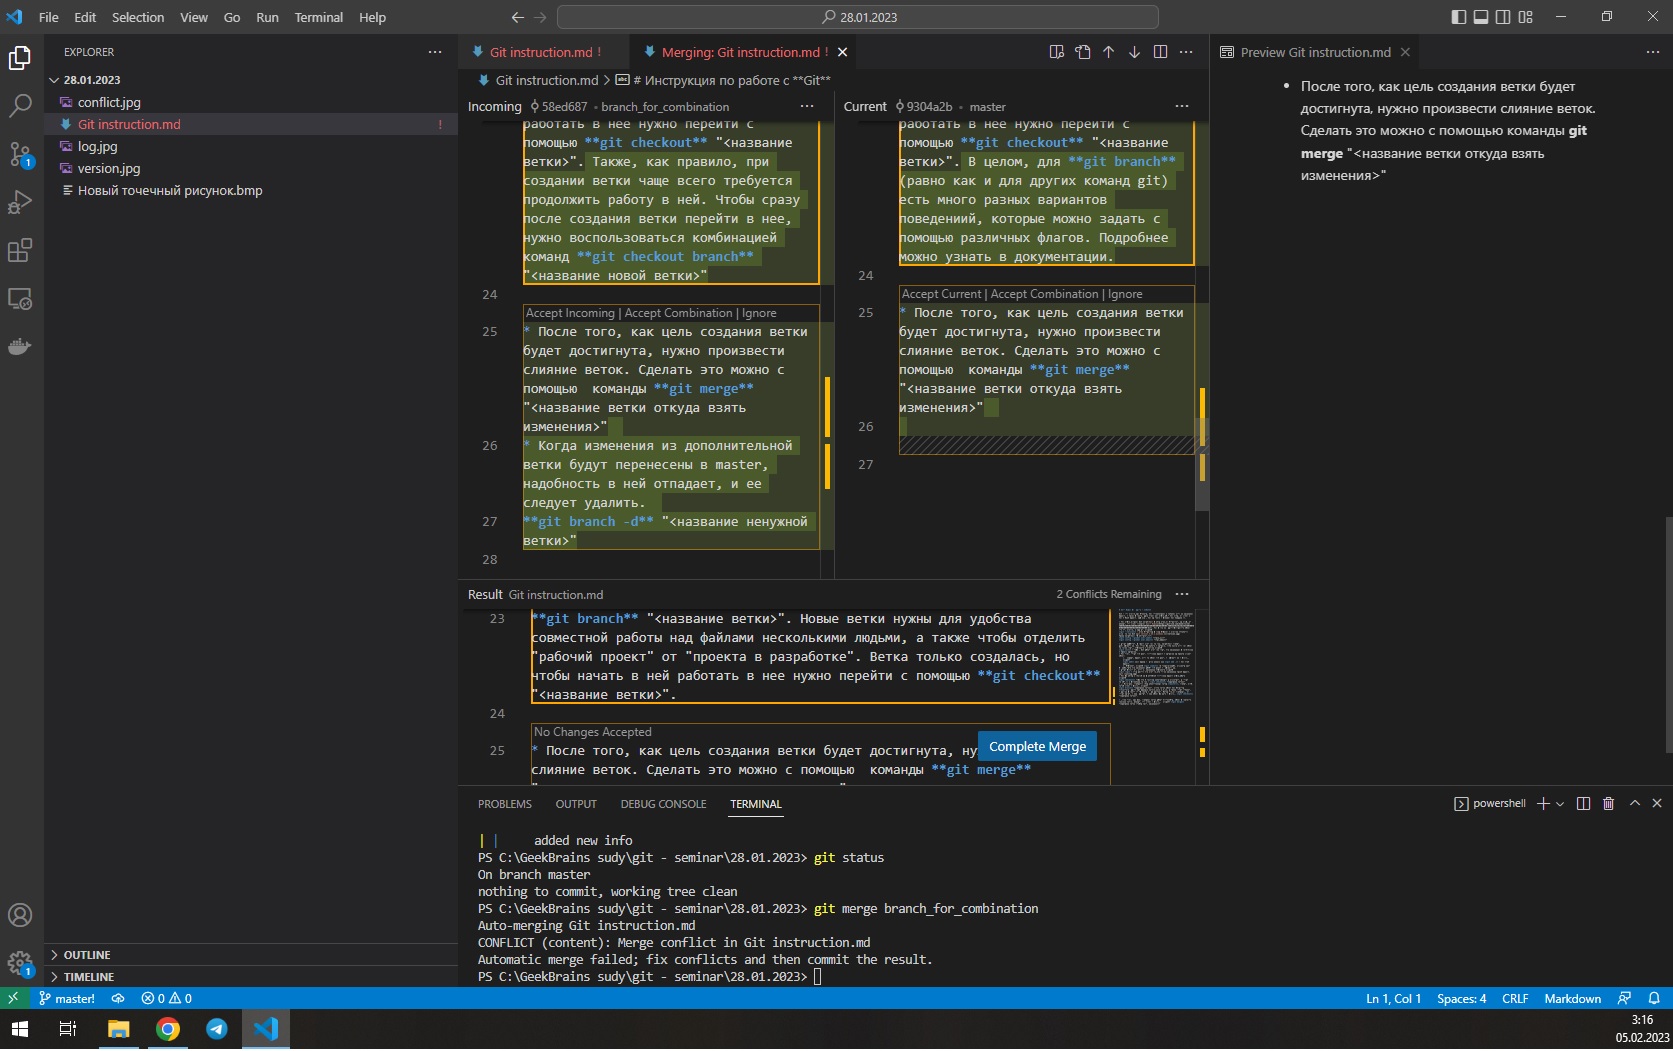 File Edit Selection View Go Run Terminal Help
28.01.2023
EXPLORER
28.01.2023
conflict.jpg
Git instruction.md !
log.jpg
version.jpg
Новый точечный рисунок.bmp
OUTLINE
TIMELINE
Git instruction.md !
Merging: Git instruction.md !
Git instruction.md > # Инструкция по работе с **Git**
Incoming 58ed687 • branch_for_combination
работать в нее нужно перейти с
помощью **git checkout** "<название
ветки>". Также, как правило, при
создании ветки чаще всего требуется
продолжить работу в ней. Чтобы сразу
после создания ветки перейти в нее,
нужно воспользоваться комбинацией
команд **git checkout branch**
"<название новой ветки>"
24
Accept Incoming | Accept Combination | Ignore
25 * После того, как цель создания ветки
будет достигнута, нужно произвести
слияние веток. Сделать это можно с
помощью  команды **git merge**
"<название ветки откуда взять
изменения>"
26 * Когда изменения из дополнительной
ветки будут перенесены в master,
надобность в ней отпадает, и ее
следует удалить.
27 **git branch -d** "<название ненужной
ветки>"
28
Current 9304a2b • master
работать в нее нужно перейти с
помощью **git checkout** "<название
ветки>". В целом, для **git branch**
(равно как и для других команд git)
есть много разных вариантов
поведениий, которые можно задать с
помощью различных флагов. Подробнее
можно узнать в документации.
24
Accept Current | Accept Combination | Ignore
25 * После того, как цель создания ветки
будет достигнута, нужно произвести
слияние веток. Сделать это можно с
помощью  команды **git merge**
"<название ветки откуда взять
изменения>"
26
27
Result Git instruction.md
2 Conflicts Remaining
23 **git branch** "<название ветки>". Новые ветки нужны для удобства
совместной работы над файлами несколькими людьми, а также чтобы отделить
"рабочий проект" от "проекта в разработке". Ветка только создалась, но
чтобы начать в ней работать в нее нужно перейти с помощью **git checkout**
"<название ветки>".
24
No Changes Accepted
25 * После того, как цель создания ветки будет достигнута, ну
слияние веток. Сделать это можно с помощью  команды **git merge**
Complete Merge
Preview Git instruction.md
• После того, как цель создания ветки будет
достигнута, нужно произвести слияние веток.
Сделать это можно с помощью команды git
merge "<название ветки откуда взять
изменения>"
PROBLEMS OUTPUT DEBUG CONSOLE TERMINAL
powershell
| |     added new info
PS C:\GeekBrains sudy\git - seminar\28.01.2023> git status
On branch master
nothing to commit, working tree clean
PS C:\GeekBrains sudy\git - seminar\28.01.2023> git merge branch_for_combination
Auto-merging Git instruction.md
CONFLICT (content): Merge conflict in Git instruction.md
Automatic merge failed; fix conflicts and then commit the result.
PS C:\GeekBrains sudy\git - seminar\28.01.2023>
1
1
master! 0 0
Ln 1, Col 1 Spaces: 4 CRLF Markdown
3:16
05.02.2023